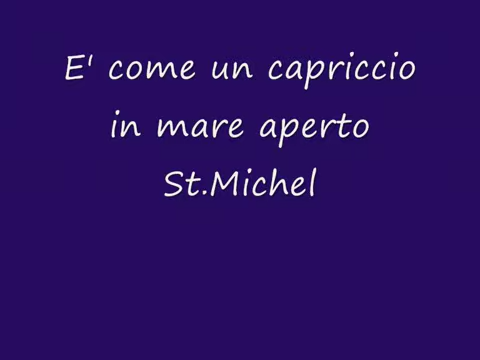 E' come un capriccio
in mare aperto
St.Michel